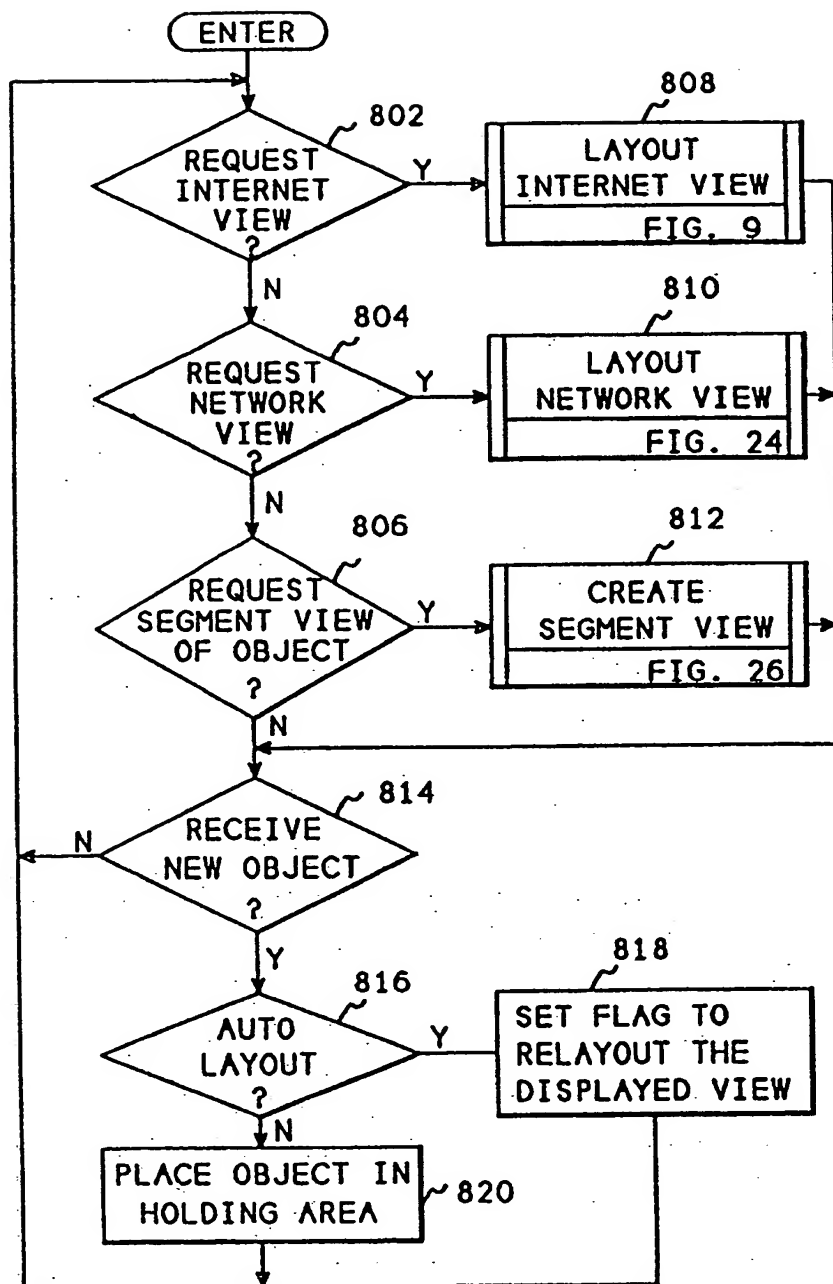 ENTER
802
REQUEST
INTERNET
VIEW
?
Y
808
LAYOUT
INTERNET VIEW
FIG. 9
N
804
REQUEST
NETWORK
VIEW
?
Y
810
LAYOUT
NETWORK VIEW
FIG. 24
N
806
REQUEST
SEGMENT VIEW
OF OBJECT
?
Y
812
CREATE
SEGMENT VIEW
FIG. 26
N
814
RECEIVE
NEW OBJECT
?
N
Y
816
AUTO
LAYOUT
?
Y
818
SET FLAG TO
RELAYOUT THE
DISPLAYED VIEW
N
PLACE OBJECT IN
HOLDING AREA
820